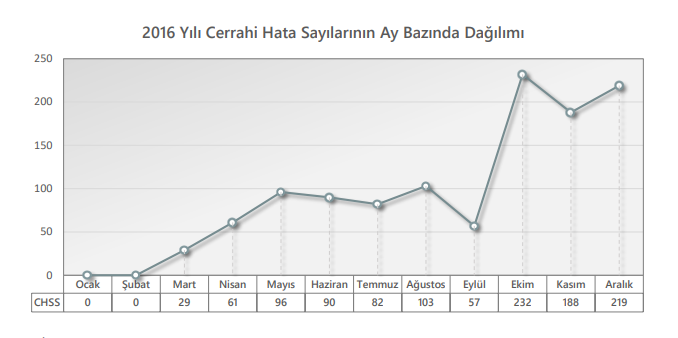 2016 Yılı Cerrahi Hata Sayılarının Ay Bazında Dağılımı
250
200
150
100
50
0
Ocak Şubat Mart Nisan Mayıs Haziran Temmuz Ağustos Eylül Ekim Kasım Aralık
CHSS 0 0 29 61 96 90 82 103 57 232 188 219